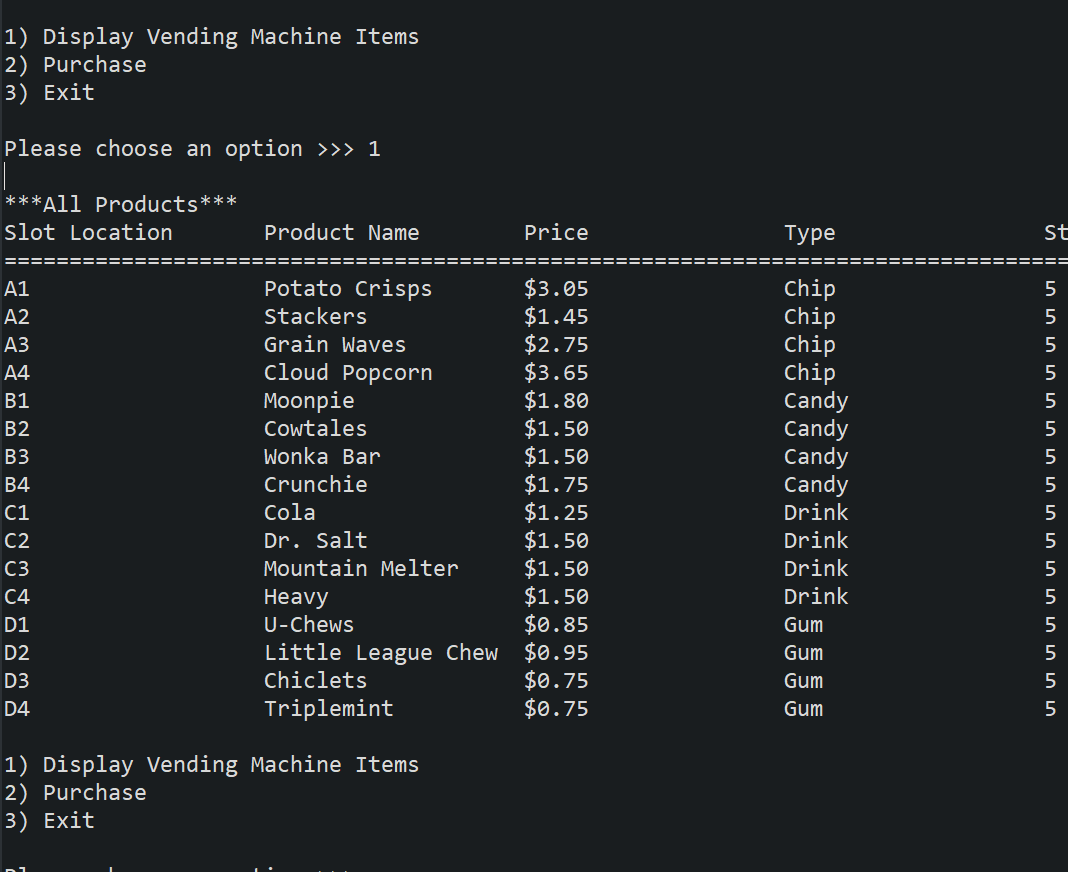 1) Display Vending Machine Items
2) Purchase
3) Exit
Please choose an option >>> 1
***All Products***
Slot Location Product Name Price Type St
==================================================================================
A1 Potato Crisps $3.05 Chip 5
A2 Stackers $1.45 Chip 5
A3 Grain Waves $2.75 Chip 5
A4 Cloud Popcorn $3.65 Chip 5
B1 Moonpie $1.80 Candy 5
B2 Cowtales $1.50 Candy 5
B3 Wonka Bar $1.50 Candy 5
B4 Crunchie $1.75 Candy 5
C1 Cola $1.25 Drink 5
C2 Dr. Salt $1.50 Drink 5
C3 Mountain Melter $1.50 Drink 5
C4 Heavy $1.50 Drink 5
D1 U-Chews $0.85 Gum 5
D2 Little League Chew $0.95 Gum 5
D3 Chiclets $0.75 Gum 5
D4 Triplemint $0.75 Gum 5
1) Display Vending Machine Items
2) Purchase
3) Exit